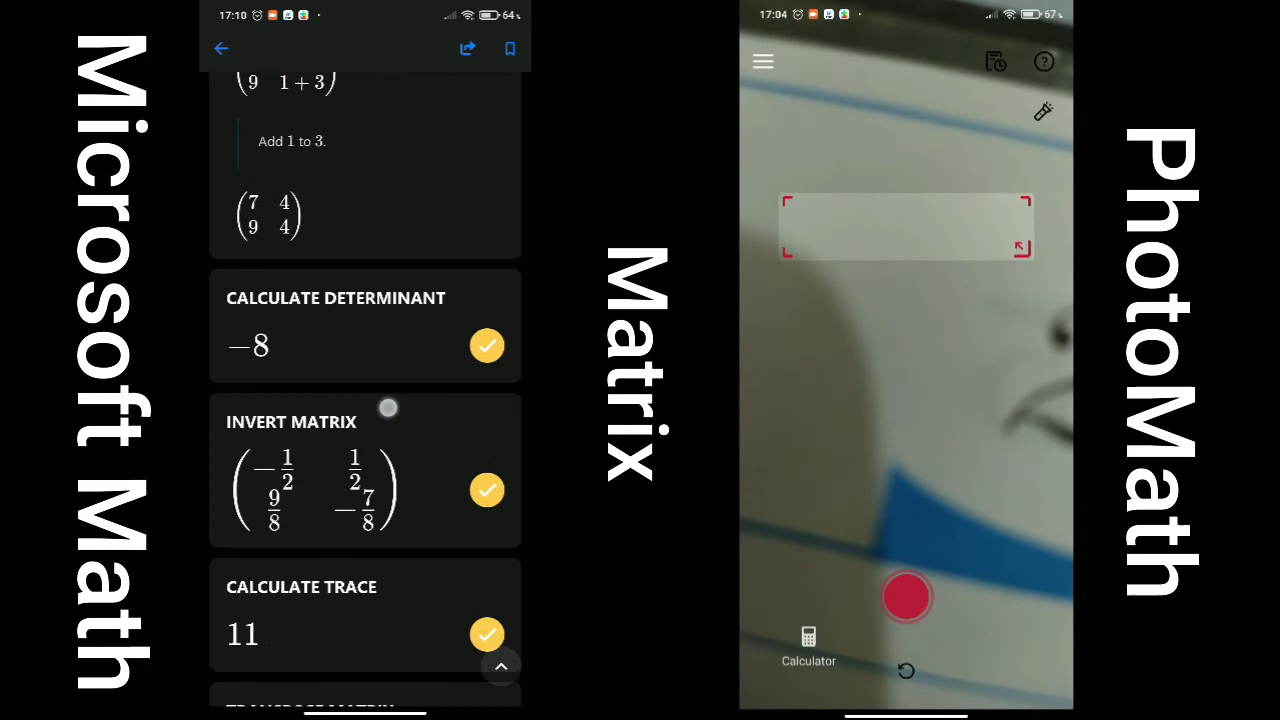 Microsoft Math
17:10
64%
(9 1 + 3)
Add 1 to 3.
(7 4
9 4)
CALCULATE DETERMINANT
−8
INVERT MATRIX
(−1/2 1/2
9/8 −7/8)
CALCULATE TRACE
11
Matrix
17:04
67%
Calculator
PhotoMath